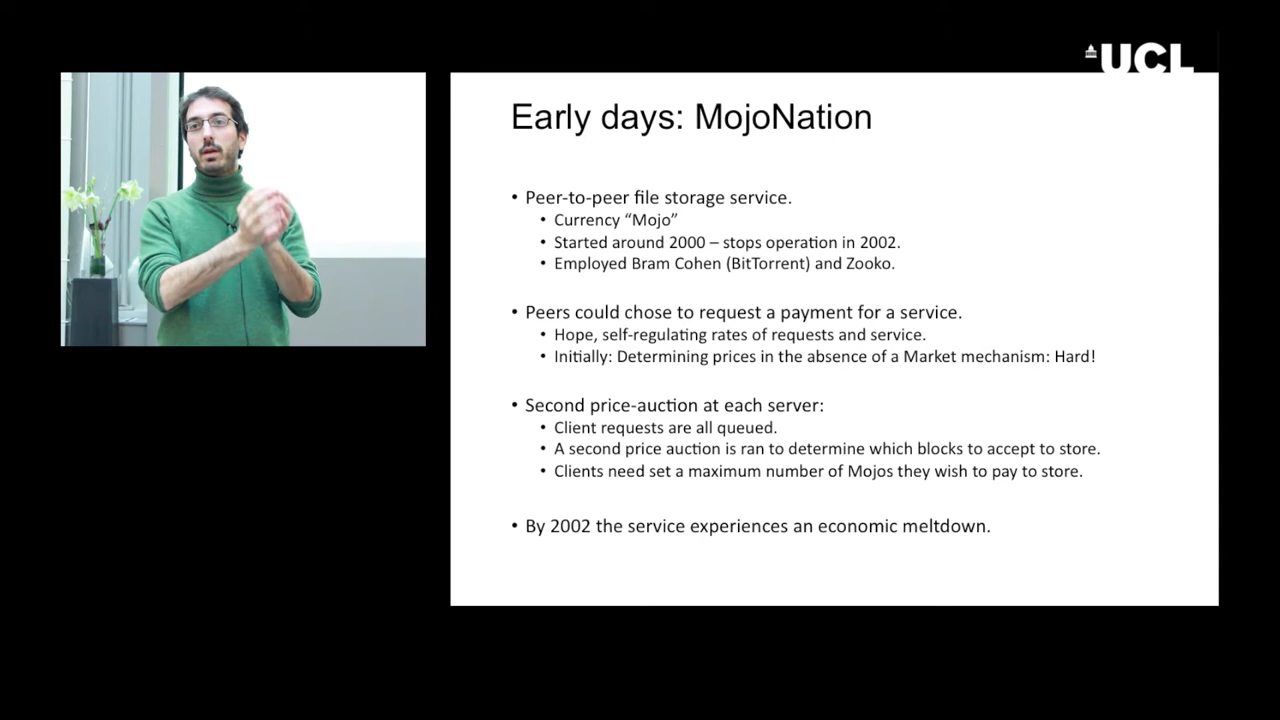 UCL
Early days: MojoNation
• Peer-to-peer file storage service.
• Currency “Mojo”
• Started around 2000 – stops operation in 2002.
• Employed Bram Cohen (BitTorrent) and Zooko.
• Peers could chose to request a payment for a service.
• Hope, self-regulating rates of requests and service.
• Initially: Determining prices in the absence of a Market mechanism: Hard!
• Second price-auction at each server:
• Client requests are all queued.
• A second price auction is ran to determine which blocks to accept to store.
• Clients need set a maximum number of Mojos they wish to pay to store.
• By 2002 the service experiences an economic meltdown.